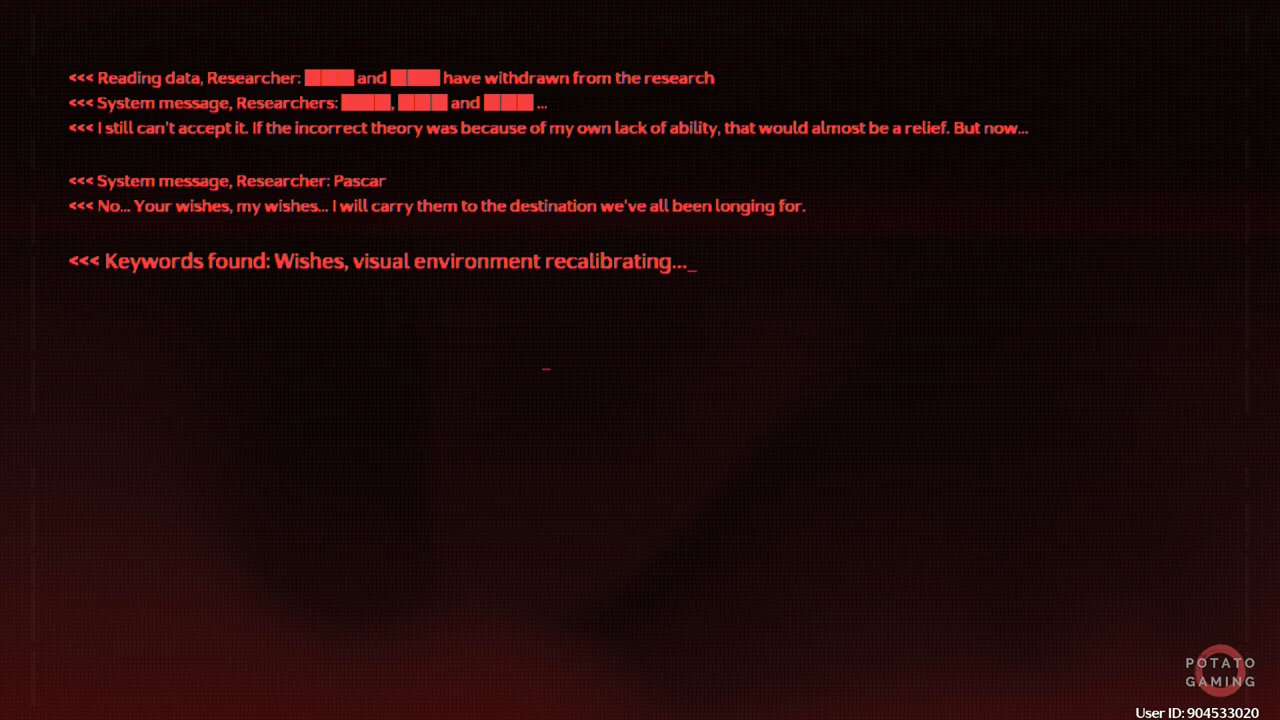 <<< Reading data, Researcher: ████ and ████ have withdrawn from the research
<<< System message, Researchers: ████, ████ and ████ ...
<<< I still can't accept it. If the incorrect theory was because of my own lack of ability, that would almost be a relief. But now...
<<< System message, Researcher: Pascar
<<< No... Your wishes, my wishes... I will carry them to the destination we've all been longing for.
<<< Keywords found: Wishes, visual environment recalibrating..._
_
POTATO
GAMING
User ID: 904533020